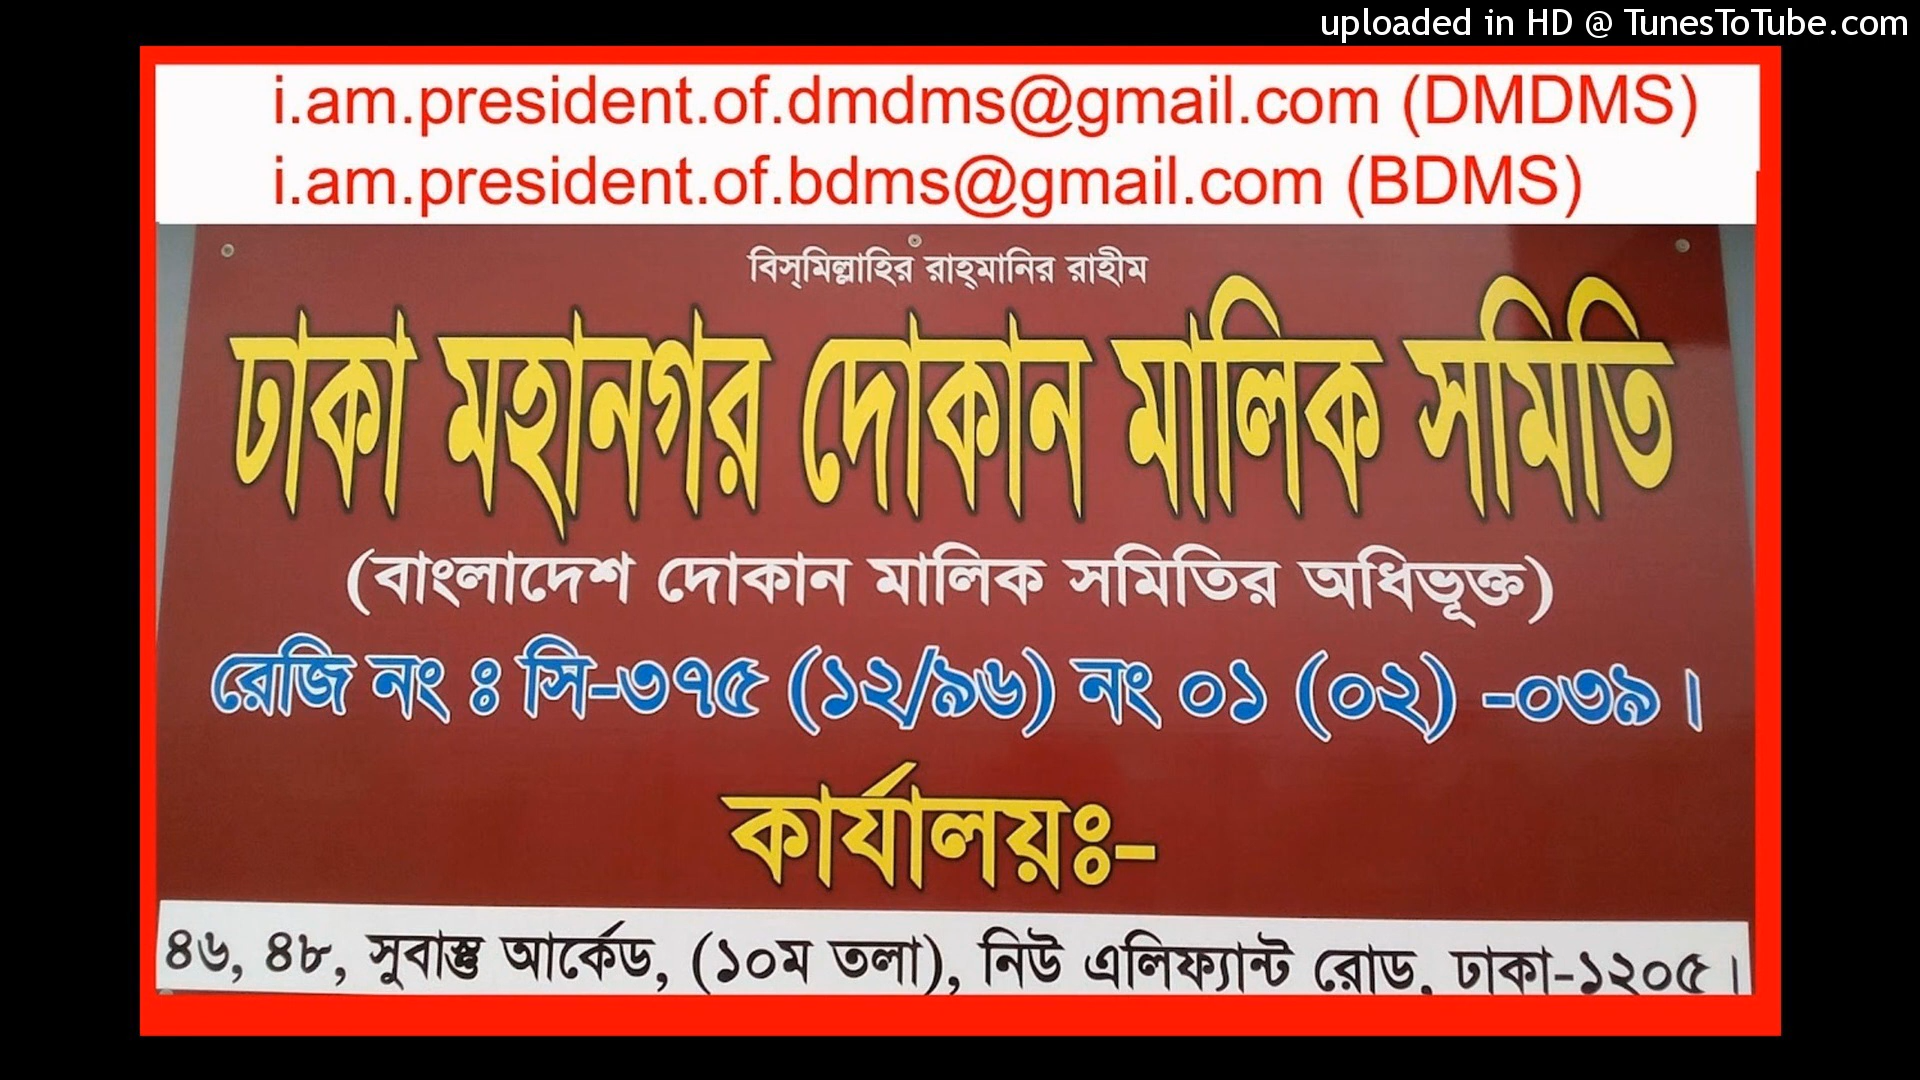 uploaded in HD @ TunesToTube.com
i.am.president.of.dmdms@gmail.com (DMDMS)
i.am.president.of.bdms@gmail.com (BDMS)
বিস্‌মিল্লাহির রাহ্‌মানির রাহীম
ঢাকা মহানগর দোকান মালিক সমিতি
(বাংলাদেশ দোকান মালিক সমিতির অধিভূক্ত)
রেজি নং ঃ সি-৩৭৫ (১২/৯৬) নং ০১ (০২) -০৩৯।
কার্যালয়ঃ-
৪৬, ৪৮, সুবাস্তু আর্কেড, (১০ম তলা), নিউ এলিফ্যান্ট রোড, ঢাকা-১২০৫।